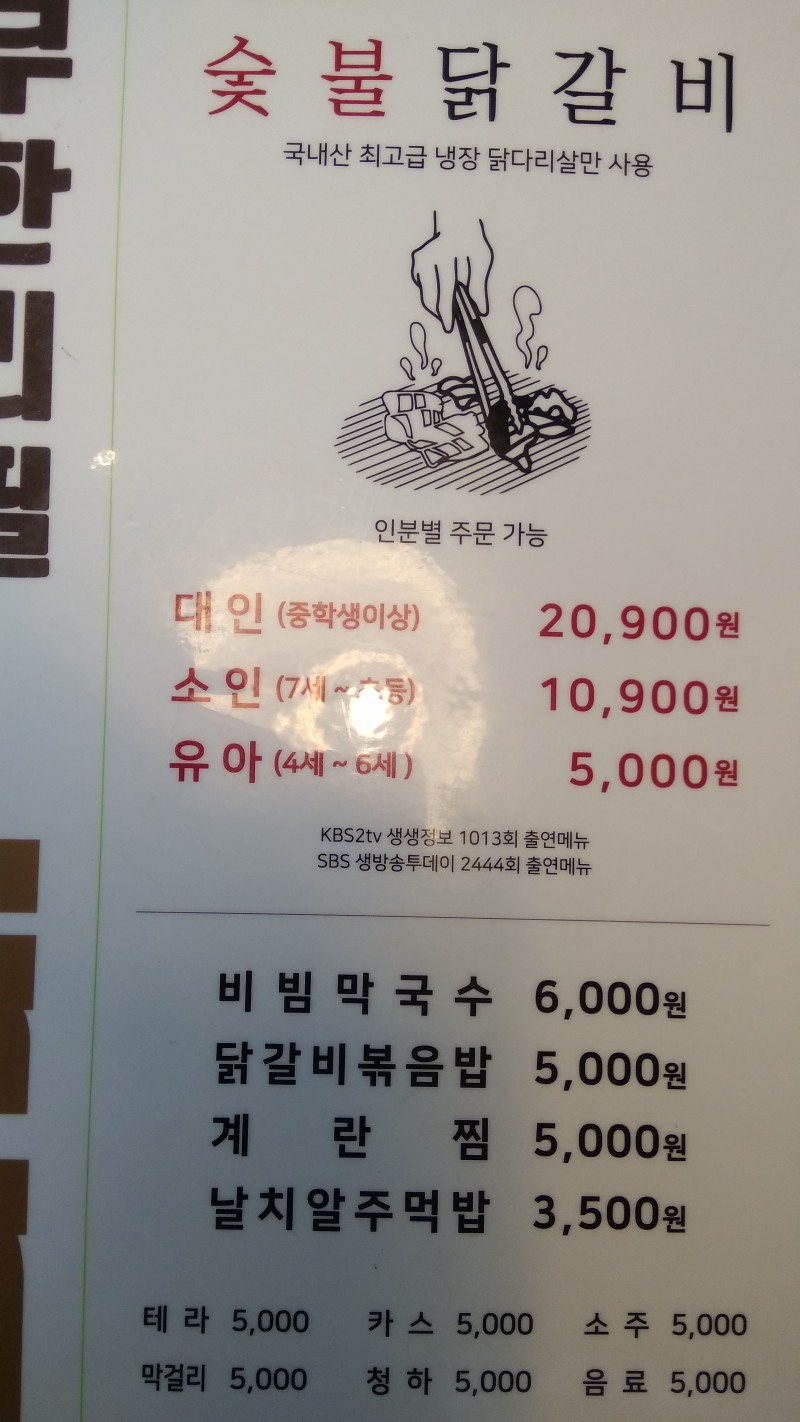 숯불닭갈비
국내산 최고급 냉장 닭다리살만 사용
인분별 주문 가능
대인 (중학생이상) 20,900원
소인 (7세 ~ 초등) 10,900원
유아 (4세 ~ 6세) 5,000원
KBS2tv 생생정보 1013회 출연메뉴
SBS 생방송투데이 2444회 출연메뉴
비빔막국수 6,000원
닭갈비볶음밥 5,000원
계란찜 5,000원
날치알주먹밥 3,500원
테라 5,000 카스 5,000 소주 5,000
막걸리 5,000 청하 5,000 음료 5,000